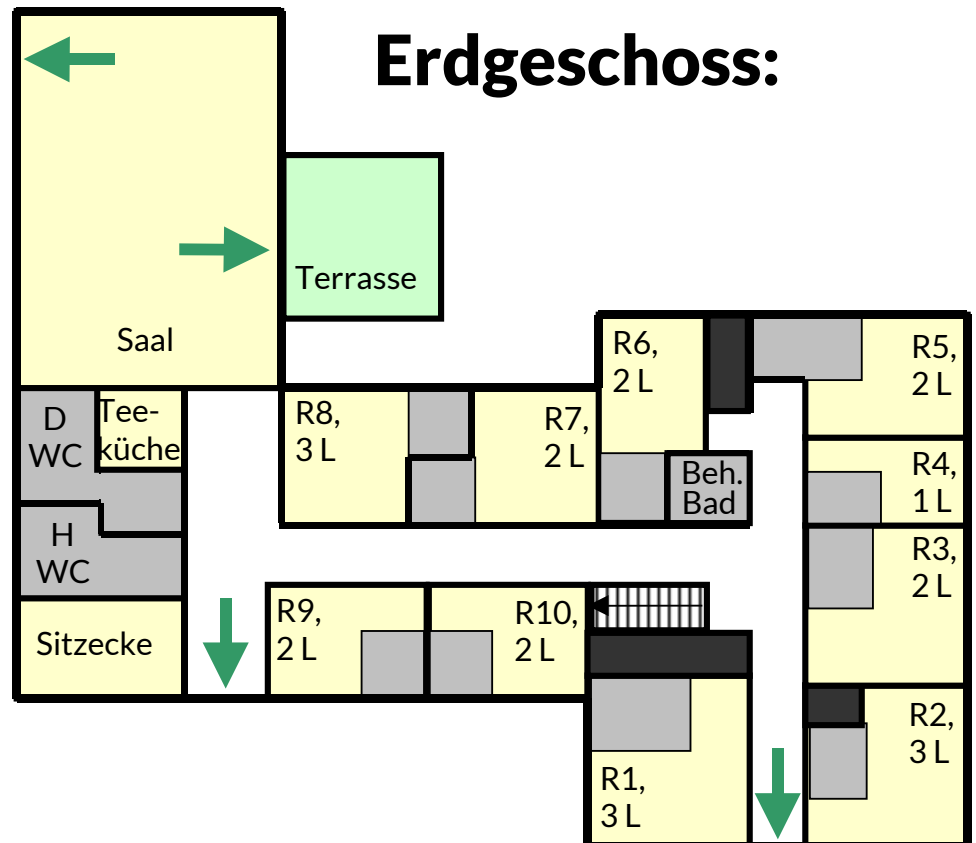 Erdgeschoss:
Terrasse
Saal
D
WC
Tee-
küche
H
WC
Sitzecke
R8,
3 L
R7,
2 L
R6,
2 L
Beh.
Bad
R5,
2 L
R4,
1 L
R3,
2 L
R9,
2 L
R10,
2 L
R1,
3 L
R2,
3 L